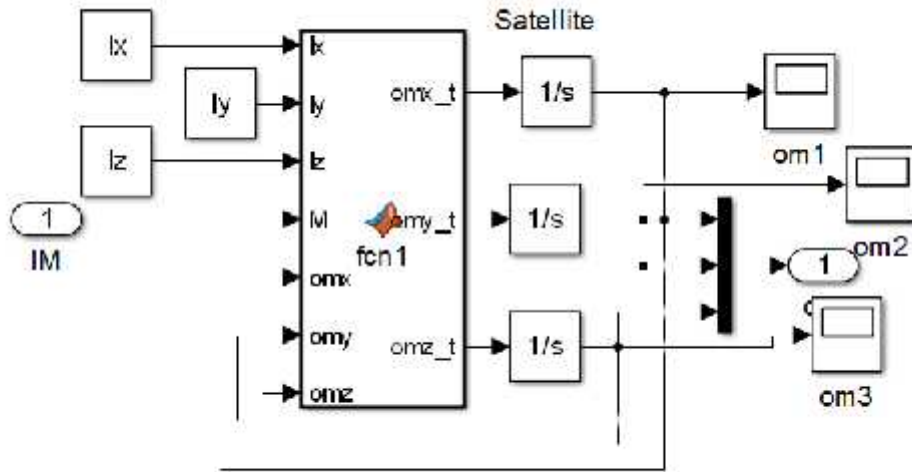 Satellite
Ix
Iy
Iz
1
IM
Ix
Iy
Iz
M
omx
omy
omz
fcn1
omx_t
omy_t
omz_t
1/s
1/s
1/s
om1
om2
1
om3